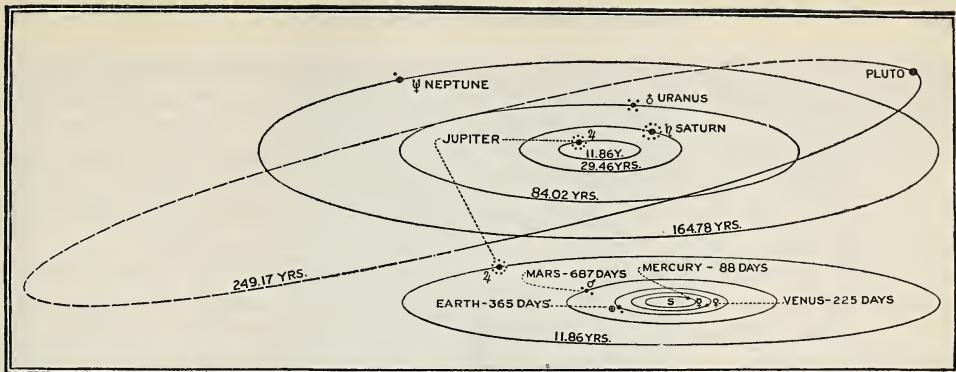 PLUTO
♆ NEPTUNE
♅ URANUS
♄ SATURN
JUPITER
♃
11.86Y.
29.46YRS.
84.02 YRS.
164.78 YRS.
249.17 YRS.
♃
MARS-687 DAYS
♂
MERCURY - 88 DAYS
EARTH-365 DAYS
⊕
S
☿
♀
VENUS-225 DAYS
11.86YRS.